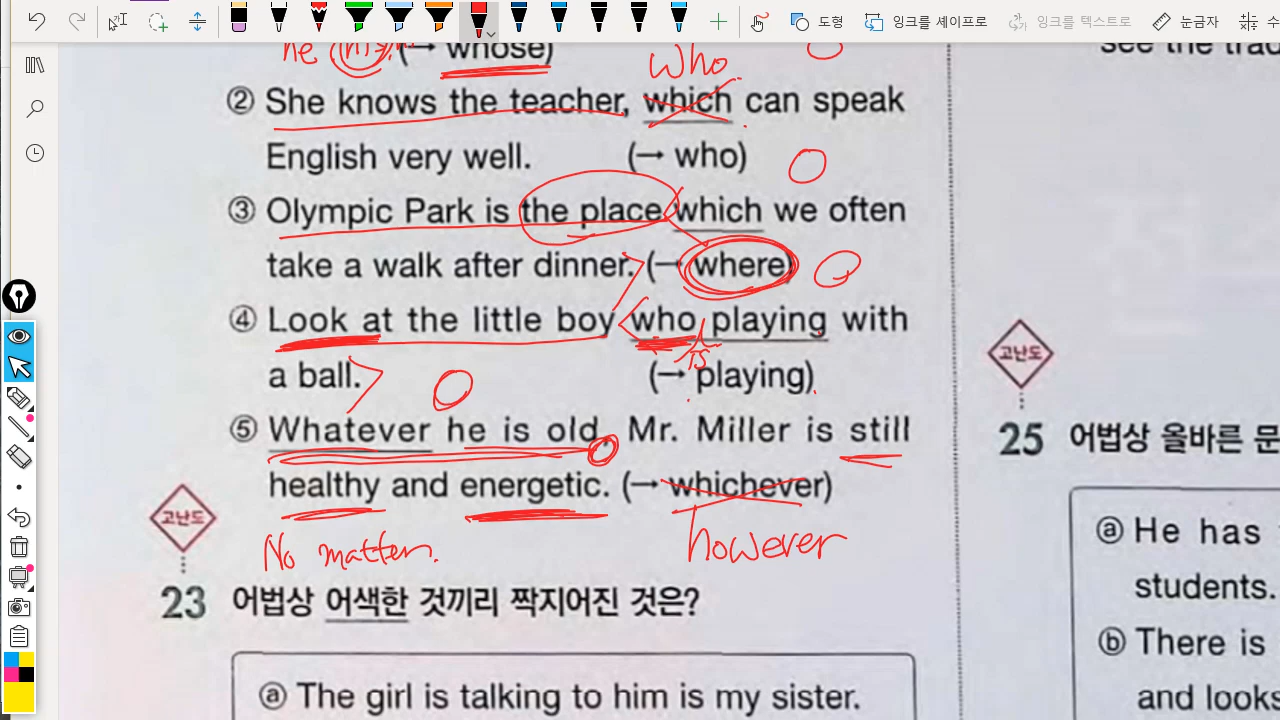 도형
잉크를 셰이프로
잉크를 텍스트로
눈금자
수식
he (→ whose)
who
② She knows the teacher, which can speak
English very well. (→ who)
③ Olympic Park is the place which we often
take a walk after dinner. (→ where)
④ Look at the little boy who playing with
is
a ball. (→ playing)
⑤ Whatever he is old, Mr. Miller is still
healthy and energetic. (→ whichever)
No matter however
고난도
23 어법상 어색한 것끼리 짝지어진 것은?
ⓐ The girl is talking to him is my sister.
고난도
25 어법상 올바른 문
ⓐ He has
students.
ⓑ There is
and looks